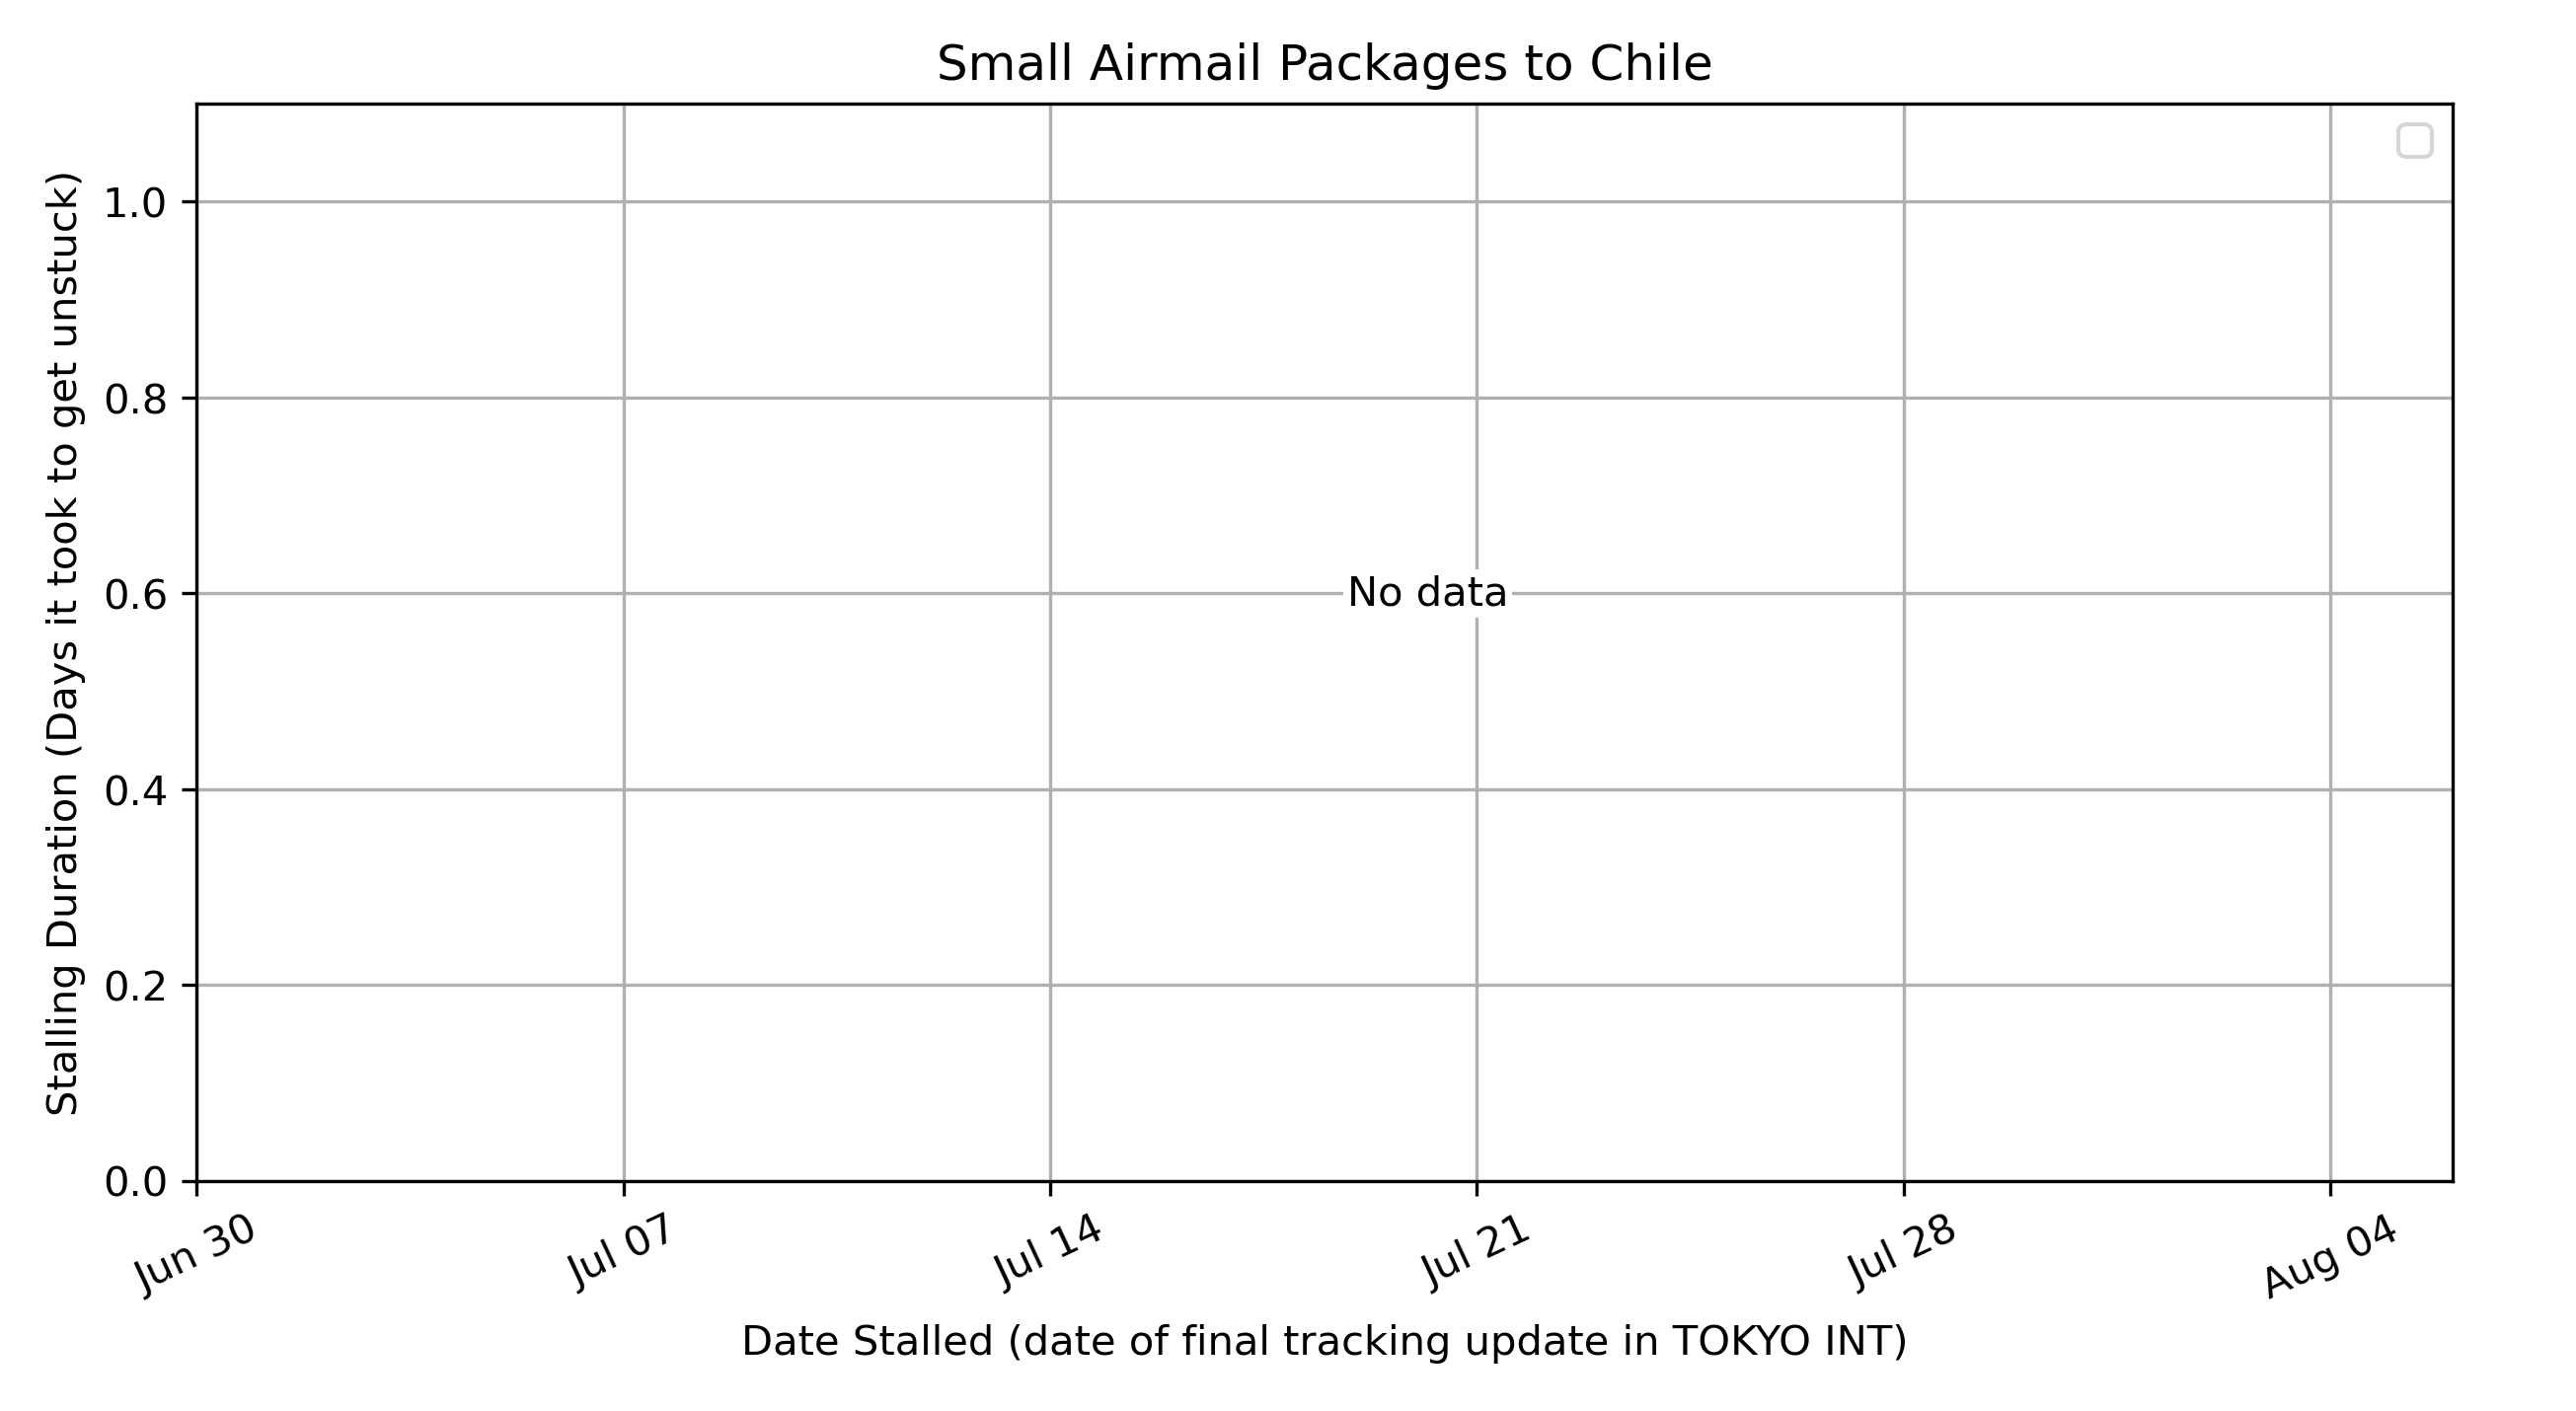 Small Airmail Packages to Chile
Stalling Duration (Days it took to get unstuck)
1.0
0.8
0.6
0.4
0.2
0.0
No data
Jun 30
Jul 07
Jul 14
Jul 21
Jul 28
Aug 04
Date Stalled (date of final tracking update in TOKYO INT)